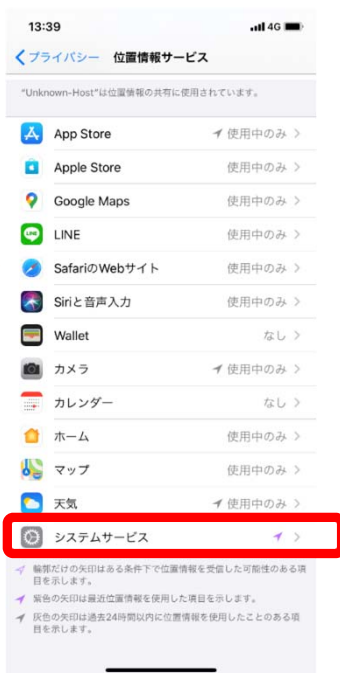 13:39 4G
プライバシー 位置情報サービス
"Unknown-Host"は位置情報の共有に使用されています。
App Store 使用中のみ
Apple Store 使用中のみ
Google Maps 使用中のみ
LINE LINE 使用中のみ
SafariのWebサイト 使用中のみ
Siriと音声入力 使用中のみ
Wallet なし
カメラ 使用中のみ
カレンダー なし
ホーム 使用中のみ
マップ 使用中のみ
天気 使用中のみ
システムサービス
輪郭だけの矢印はある条件下で位置情報を受信した可能性のある項
目を示します。
紫色の矢印は最近位置情報を使用した項目を示します。
灰色の矢印は過去24時間以内に位置情報を使用したことのある項
目を示します。